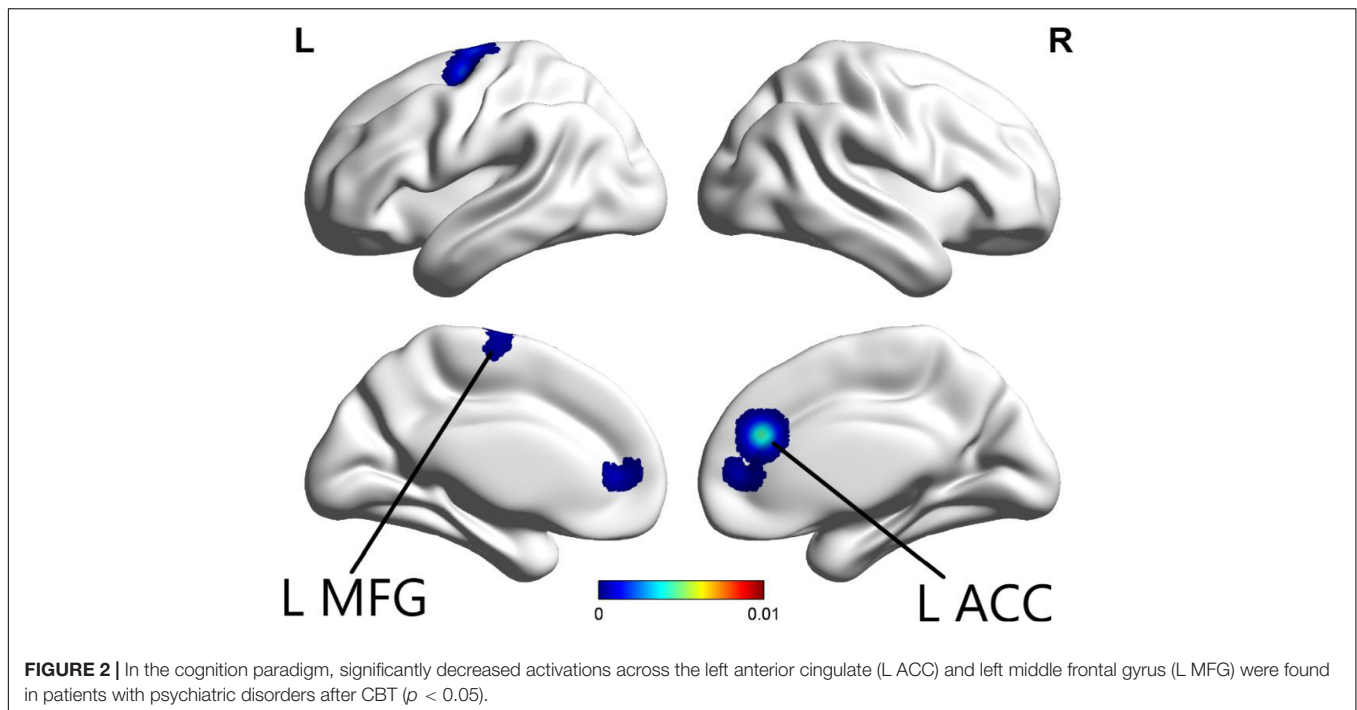 L
R
L MFG
0
0.01
L ACC
FIGURE 2 | In the cognition paradigm, significantly decreased activations across the left anterior cingulate (L ACC) and left middle frontal gyrus (L MFG) were found
in patients with psychiatric disorders after CBT (p < 0.05).